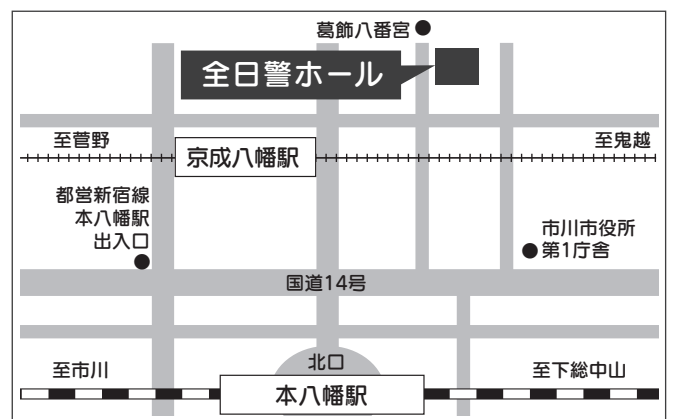 葛飾八番宮
全日警ホール
至菅野
至鬼越
京成八幡駅
都営新宿線
本八幡駅
出入口
市川市役所
第1庁舎
国道14号
北口
至市川
至下総中山
本八幡駅